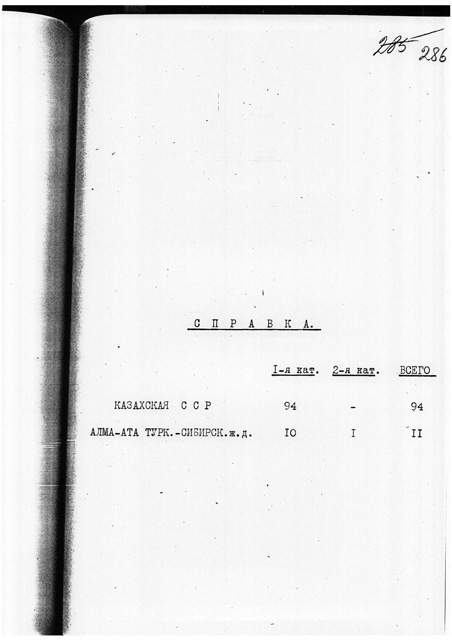 285 286
С П Р А В К А.
I-я кат. 2-я кат. ВСЕГО
КАЗАХСКАЯ С С Р 94 - 94
АЛМА-АТА ТУРК.-СИБИРСК.ж.д. IO I II